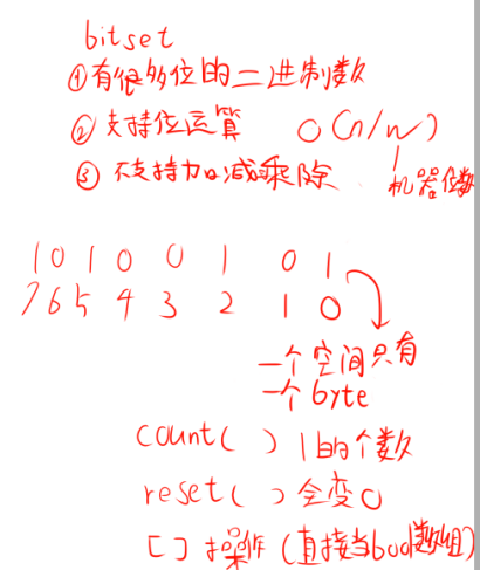 bitset
①有很多位的二进制数
②支持位运算 O(n/w)
③不支持加减乘除 机器位数
1 0 1 0 0 1 0 1
7 6 5 4 3 2 1 0
一个空间只有
一个byte
count( ) 1的个数
reset( ) 全变0
[ ] 操作 (直接当bool数组)